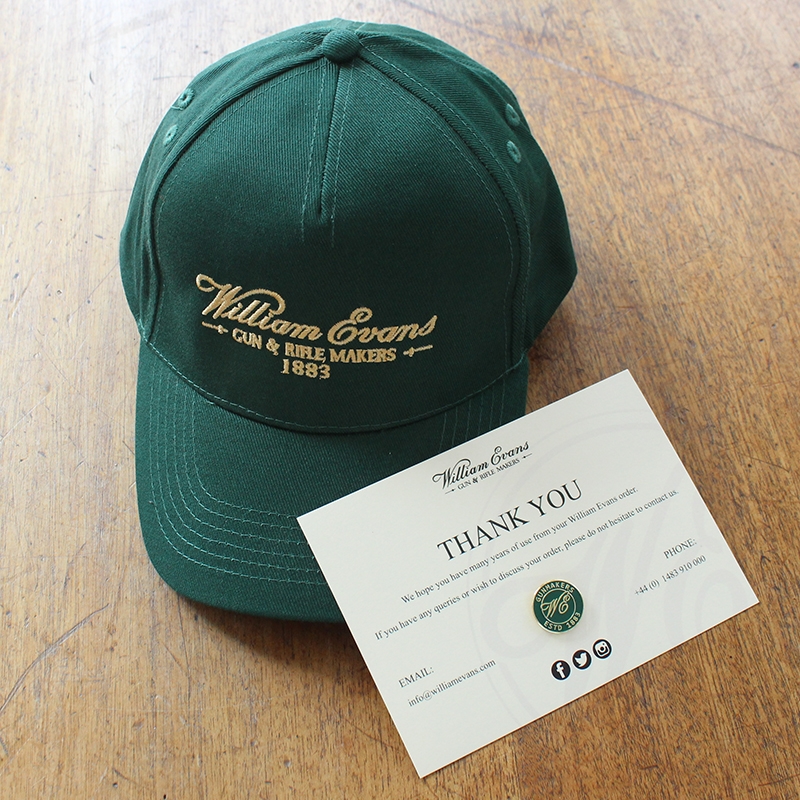 William Evans
GUN & RIFLE MAKERS
1883
William Evans
GUN & RIFLE MAKERS
THANK YOU
We hope you have many years of use from your William Evans order.
If you have any queries or wish to discuss your order, please do not hesitate to contact us.
EMAIL:
info@williamevans.com
PHONE:
+44 (0) 1483 910 000
GUNMAKERS
WE
ESTD 1883